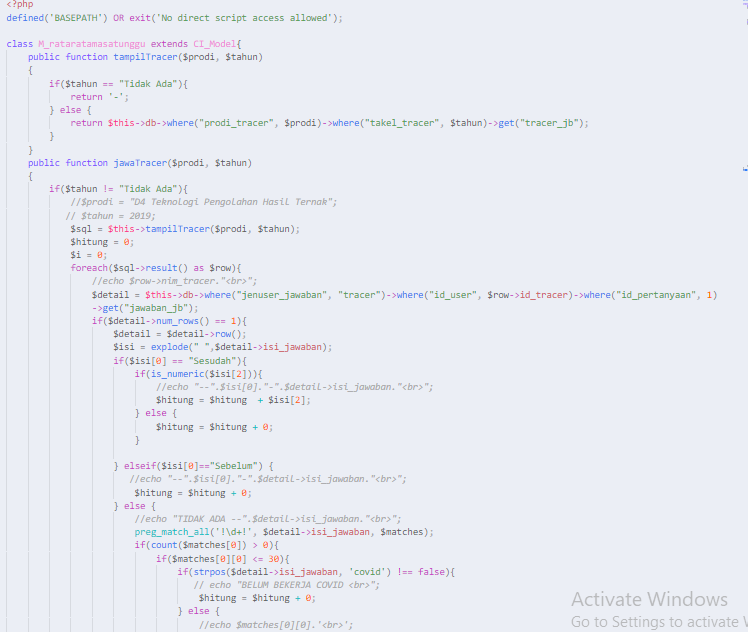 <?php
defined('BASEPATH') OR exit('No direct script access allowed');

class M_rataratamasatunggu extends CI_Model{
    public function tampilTracer($prodi, $tahun)
    {
        if($tahun == "Tidak Ada"){
            return '-';
        } else {
            return $this->db->where("prodi_tracer", $prodi)->where("takel_tracer", $tahun)->get("tracer_jb");
        }
    }
    public function jawaTracer($prodi, $tahun)
    {
        if($tahun != "Tidak Ada"){
            //$prodi = "D4 Teknologi Pengolahan Hasil Ternak";
           // $tahun = 2019;
            $sql = $this->tampilTracer($prodi, $tahun);
            $hitung = 0;
            $i = 0;
            foreach($sql->result() as $row){
                //echo $row->nim_tracer."<br>";
                $detail = $this->db->where("jenuser_jawaban", "tracer")->where("id_user", $row->id_tracer)->where("id_pertanyaan", 1)
                ->get("jawaban_jb");
                if($detail->num_rows() == 1){
                    $detail = $detail->row();
                    $isi = explode(" ",$detail->isi_jawaban);
                    if($isi[0] == "Sesudah"){
                        if(is_numeric($isi[2])){
                            //echo "--".$isi[0]."-".$detail->isi_jawaban."<br>";
                            $hitung = $hitung  + $isi[2];
                        } else {
                            $hitung = $hitung + 0;
                        }

                    } elseif($isi[0]=="Sebelum") {
                       //echo "--".$isi[0]."-".$detail->isi_jawaban."<br>";
                        $hitung = $hitung + 0;
                    } else {
                        //echo "TIDAK ADA --".$detail->isi_jawaban."<br>";
                        preg_match_all('!\d+!', $detail->isi_jawaban, $matches);
                        if(count($matches[0]) > 0){
                            if($matches[0][0] <= 30){
                                if(strpos($detail->isi_jawaban, 'covid') !== false){
                                   // echo "BELUM BEKERJA COVID <br>";
                                    $hitung = $hitung + 0;
                                } else {
                                    //echo $matches[0][0].'<br>';
Activate Windows
Go to Settings to activate